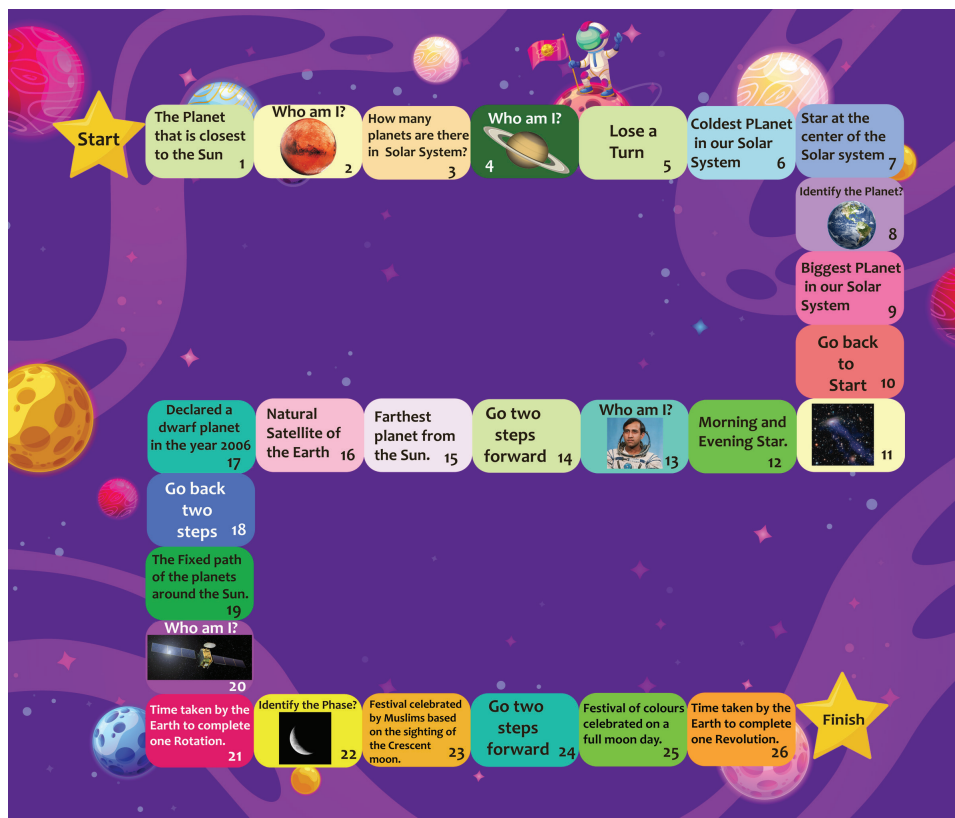 Start
The Planet
that is closest
to the Sun
1
Who am I?
2
How many
planets are there
in Solar System?
3
Who am I?
4
Lose a
Turn
5
Coldest PLanet
in our Solar
System
6
Star at the
center of the
Solar system
7
Identify the Planet?
8
Biggest PLanet
in our Solar
System
9
Go back
to
Start
10
11
Morning and
Evening Star.
12
Who am I?
13
Go two
steps
forward
14
Farthest
planet from
the Sun.
15
Natural
Satellite of
the Earth
16
Declared a
dwarf planet
in the year 2006
17
Go back
two
steps
18
The Fixed path
of the planets
around the Sun.
19
Who am I?
20
Time taken by the
Earth to complete
one Rotation.
21
Identify the Phase?
22
Festival celebrated
by Muslims based
on the sighting of
the Crescent
moon.
23
Go two
steps
forward
24
Festival of colours
celebrated on a
full moon day.
25
Time taken by the
Earth to complete
one Revolution.
26
Finish